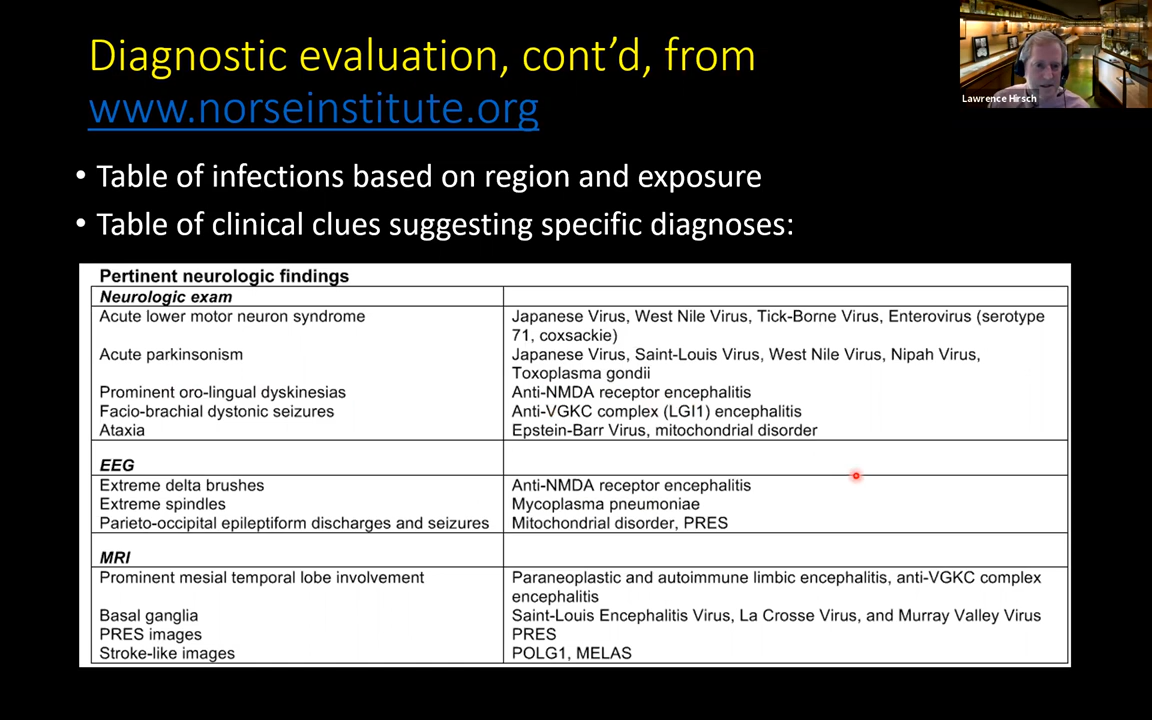 Diagnostic evaluation, cont’d, from
www.norseinstitute.org
Lawrence Hirsch
• Table of infections based on region and exposure
• Table of clinical clues suggesting specific diagnoses:
Pertinent neurologic findings
Neurologic exam
Acute lower motor neuron syndrome Japanese Virus, West Nile Virus, Tick-Borne Virus, Enterovirus (serotype
71, coxsackie)
Acute parkinsonism Japanese Virus, Saint-Louis Virus, West Nile Virus, Nipah Virus,
Toxoplasma gondii
Prominent oro-lingual dyskinesias Anti-NMDA receptor encephalitis
Facio-brachial dystonic seizures Anti-VGKC complex (LGI1) encephalitis
Ataxia Epstein-Barr Virus, mitochondrial disorder
EEG
Extreme delta brushes Anti-NMDA receptor encephalitis
Extreme spindles Mycoplasma pneumoniae
Parieto-occipital epileptiform discharges and seizures Mitochondrial disorder, PRES
MRI
Prominent mesial temporal lobe involvement Paraneoplastic and autoimmune limbic encephalitis, anti-VGKC complex
encephalitis
Basal ganglia Saint-Louis Encephalitis Virus, La Crosse Virus, and Murray Valley Virus
PRES images PRES
Stroke-like images POLG1, MELAS